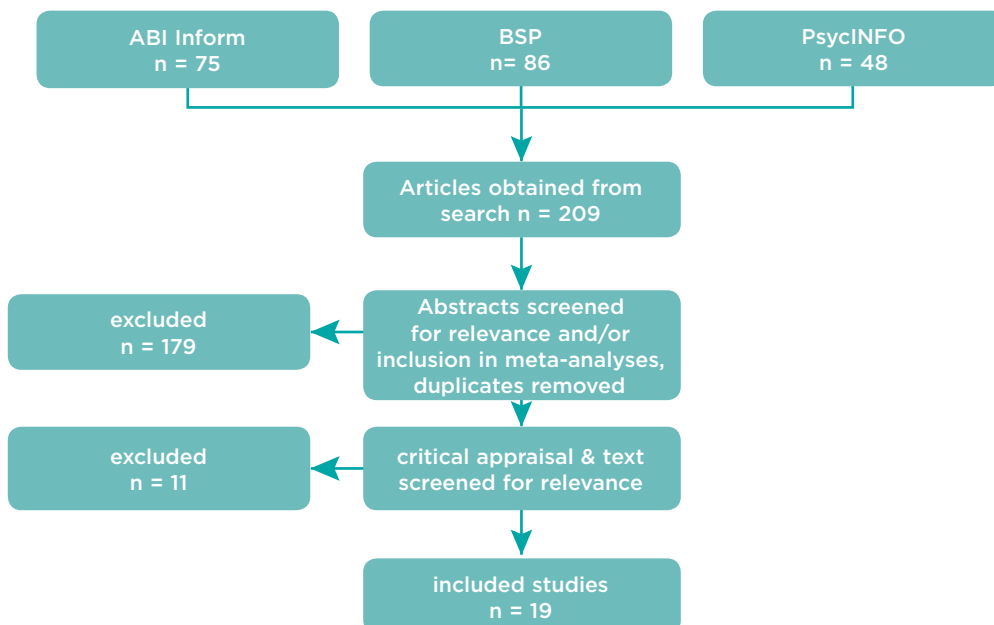 ABI Inform
n = 75
BSP
n= 86
PsycINFO
n = 48
Articles obtained from
search n = 209
Abstracts screened
for relevance and/or
inclusion in meta-analyses,
duplicates removed
excluded
n = 179
critical appraisal & text
screened for relevance
excluded
n = 11
included studies
n = 19